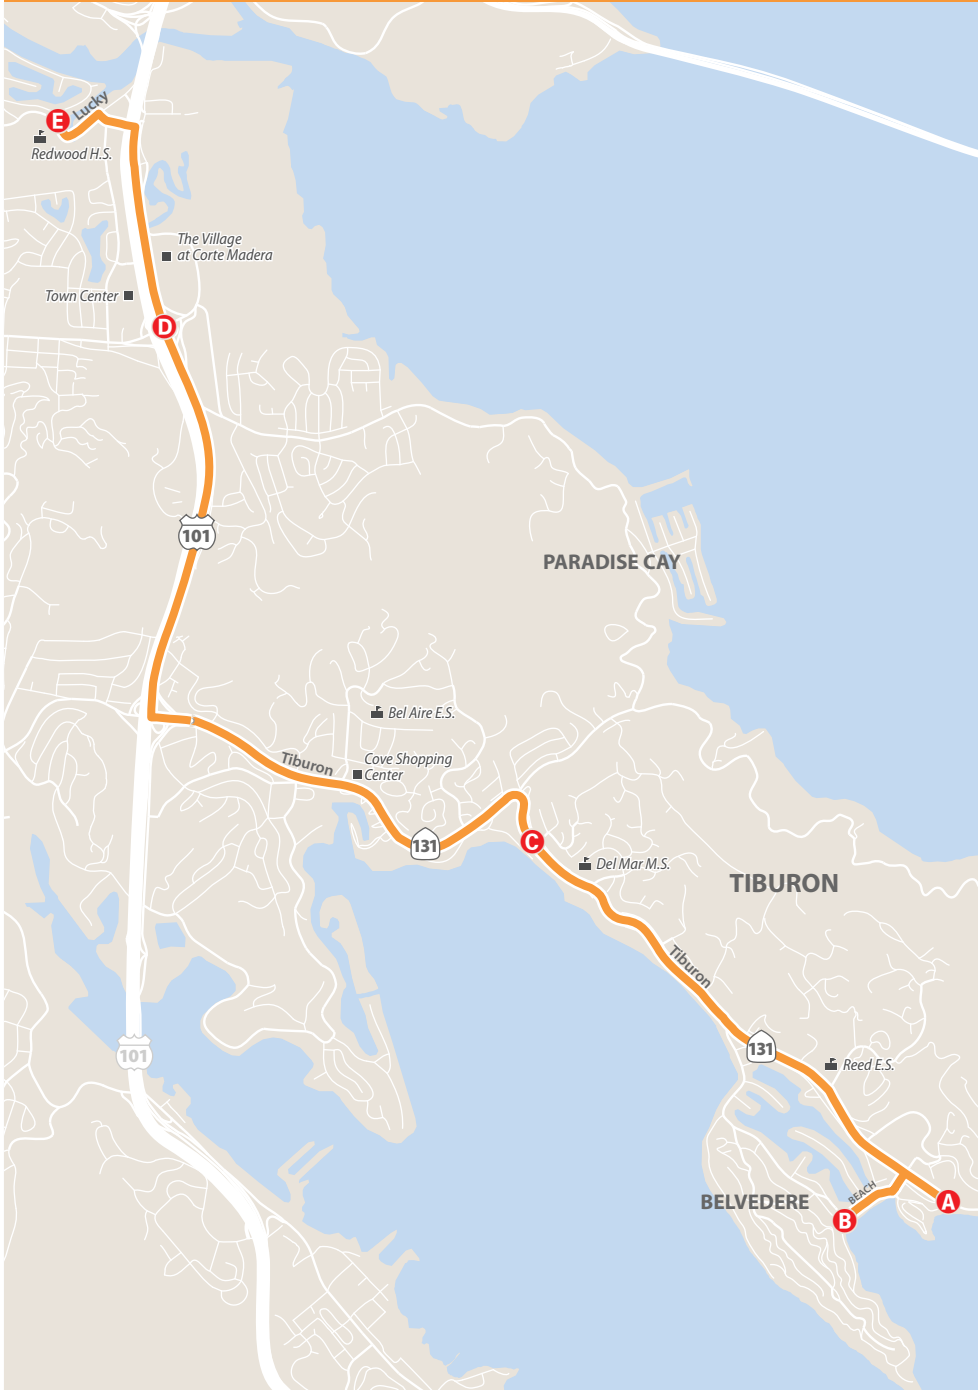 E
Lucky
Redwood H.S.
The Village
at Corte Madera
Town Center
D
101
PARADISE CAY
Bel Aire E.S.
Tiburon
Cove Shopping
Center
131
C
Del Mar M.S.
TIBURON
Tiburon
131
101
Reed E.S.
BEACH
BELVEDERE
A
B